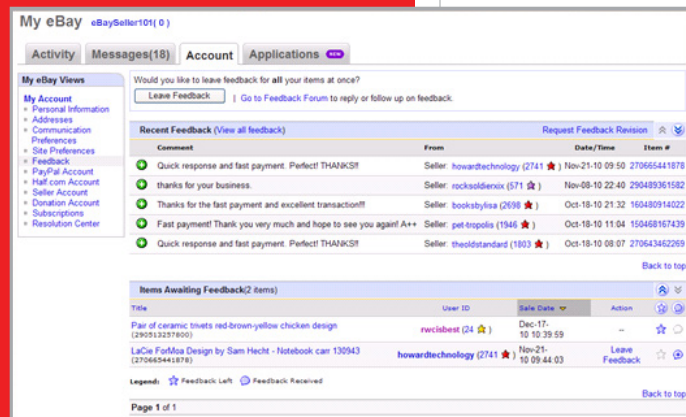 My eBay eBaySeller101( 0 )
Activity Messages(18) Account Applications NEW
My eBay Views
My Account
Personal Information
Addresses
Communication
Preferences
Site Preferences
Feedback
PayPal Account
Half.com Account
Seller Account
Donation Account
Subscriptions
Resolution Center
Would you like to leave feedback for all your items at once?
Leave Feedback | Go to Feedback Forum to reply or follow up on feedback.
Recent Feedback (View all feedback) Request Feedback Revision
Comment From Date/Time Item #
Quick response and fast payment. Perfect! THANKS!! Seller: howardtechnology (2741 ) Nov-21-10 09:50 270665441878
thanks for your business. Seller: rocksoldierxix (571 ) Nov-08-10 22:40 290489361582
Thanks for the fast payment and excellent transaction!!! Seller: booksbylisa (2698 ) Oct-18-10 21:32 160480914022
Fast payment! Thank you very much and hope to see you again! A++ Seller: pet-tropolis (1946 ) Oct-18-10 11:04 150468167439
Quick response and fast payment. Perfect! THANKS!! Seller: theoldstandard (1803 ) Oct-18-10 08:07 270643462269
Back to top
Items Awaiting Feedback(2 items)
Title User ID Sale Date Action
Pair of ceramic trivets red-brown-yellow chicken design rwcisbest (24 ) Dec-17- --
(290513257800) 10 10:39:59
LaCie ForMoa Design by Sam Hecht - Notebook carr 130943 howardtechnology (2741 ) Nov-21- Leave
(270665441878) 10 09:44:03 Feedback
Legend: Feedback Left Feedback Received
Back to top
Page 1 of 1